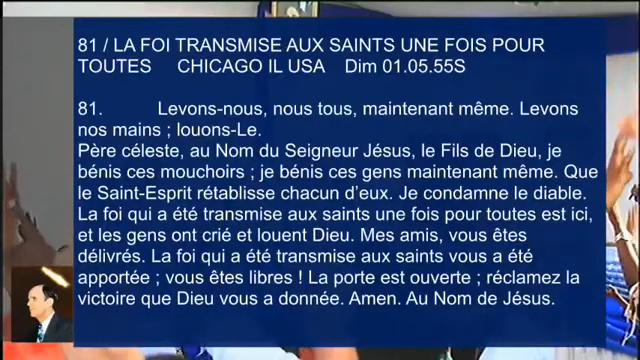 81 / LA FOI TRANSMISE AUX SAINTS UNE FOIS POUR
TOUTES CHICAGO IL USA Dim 01.05.55S
81. Levons-nous, nous tous, maintenant même. Levons
nos mains ; louons-Le.
Père céleste, au Nom du Seigneur Jésus, le Fils de Dieu, je
bénis ces mouchoirs ; je bénis ces gens maintenant même. Que
le Saint-Esprit rétablisse chacun d’eux. Je condamne le diable.
La foi qui a été transmise aux saints une fois pour toutes est ici,
et les gens ont crié et louent Dieu. Mes amis, vous êtes
délivrés. La foi qui a été transmise aux saints vous a été
apportée ; vous êtes libres ! La porte est ouverte ; réclamez la
victoire que Dieu vous a donnée. Amen. Au Nom de Jésus.